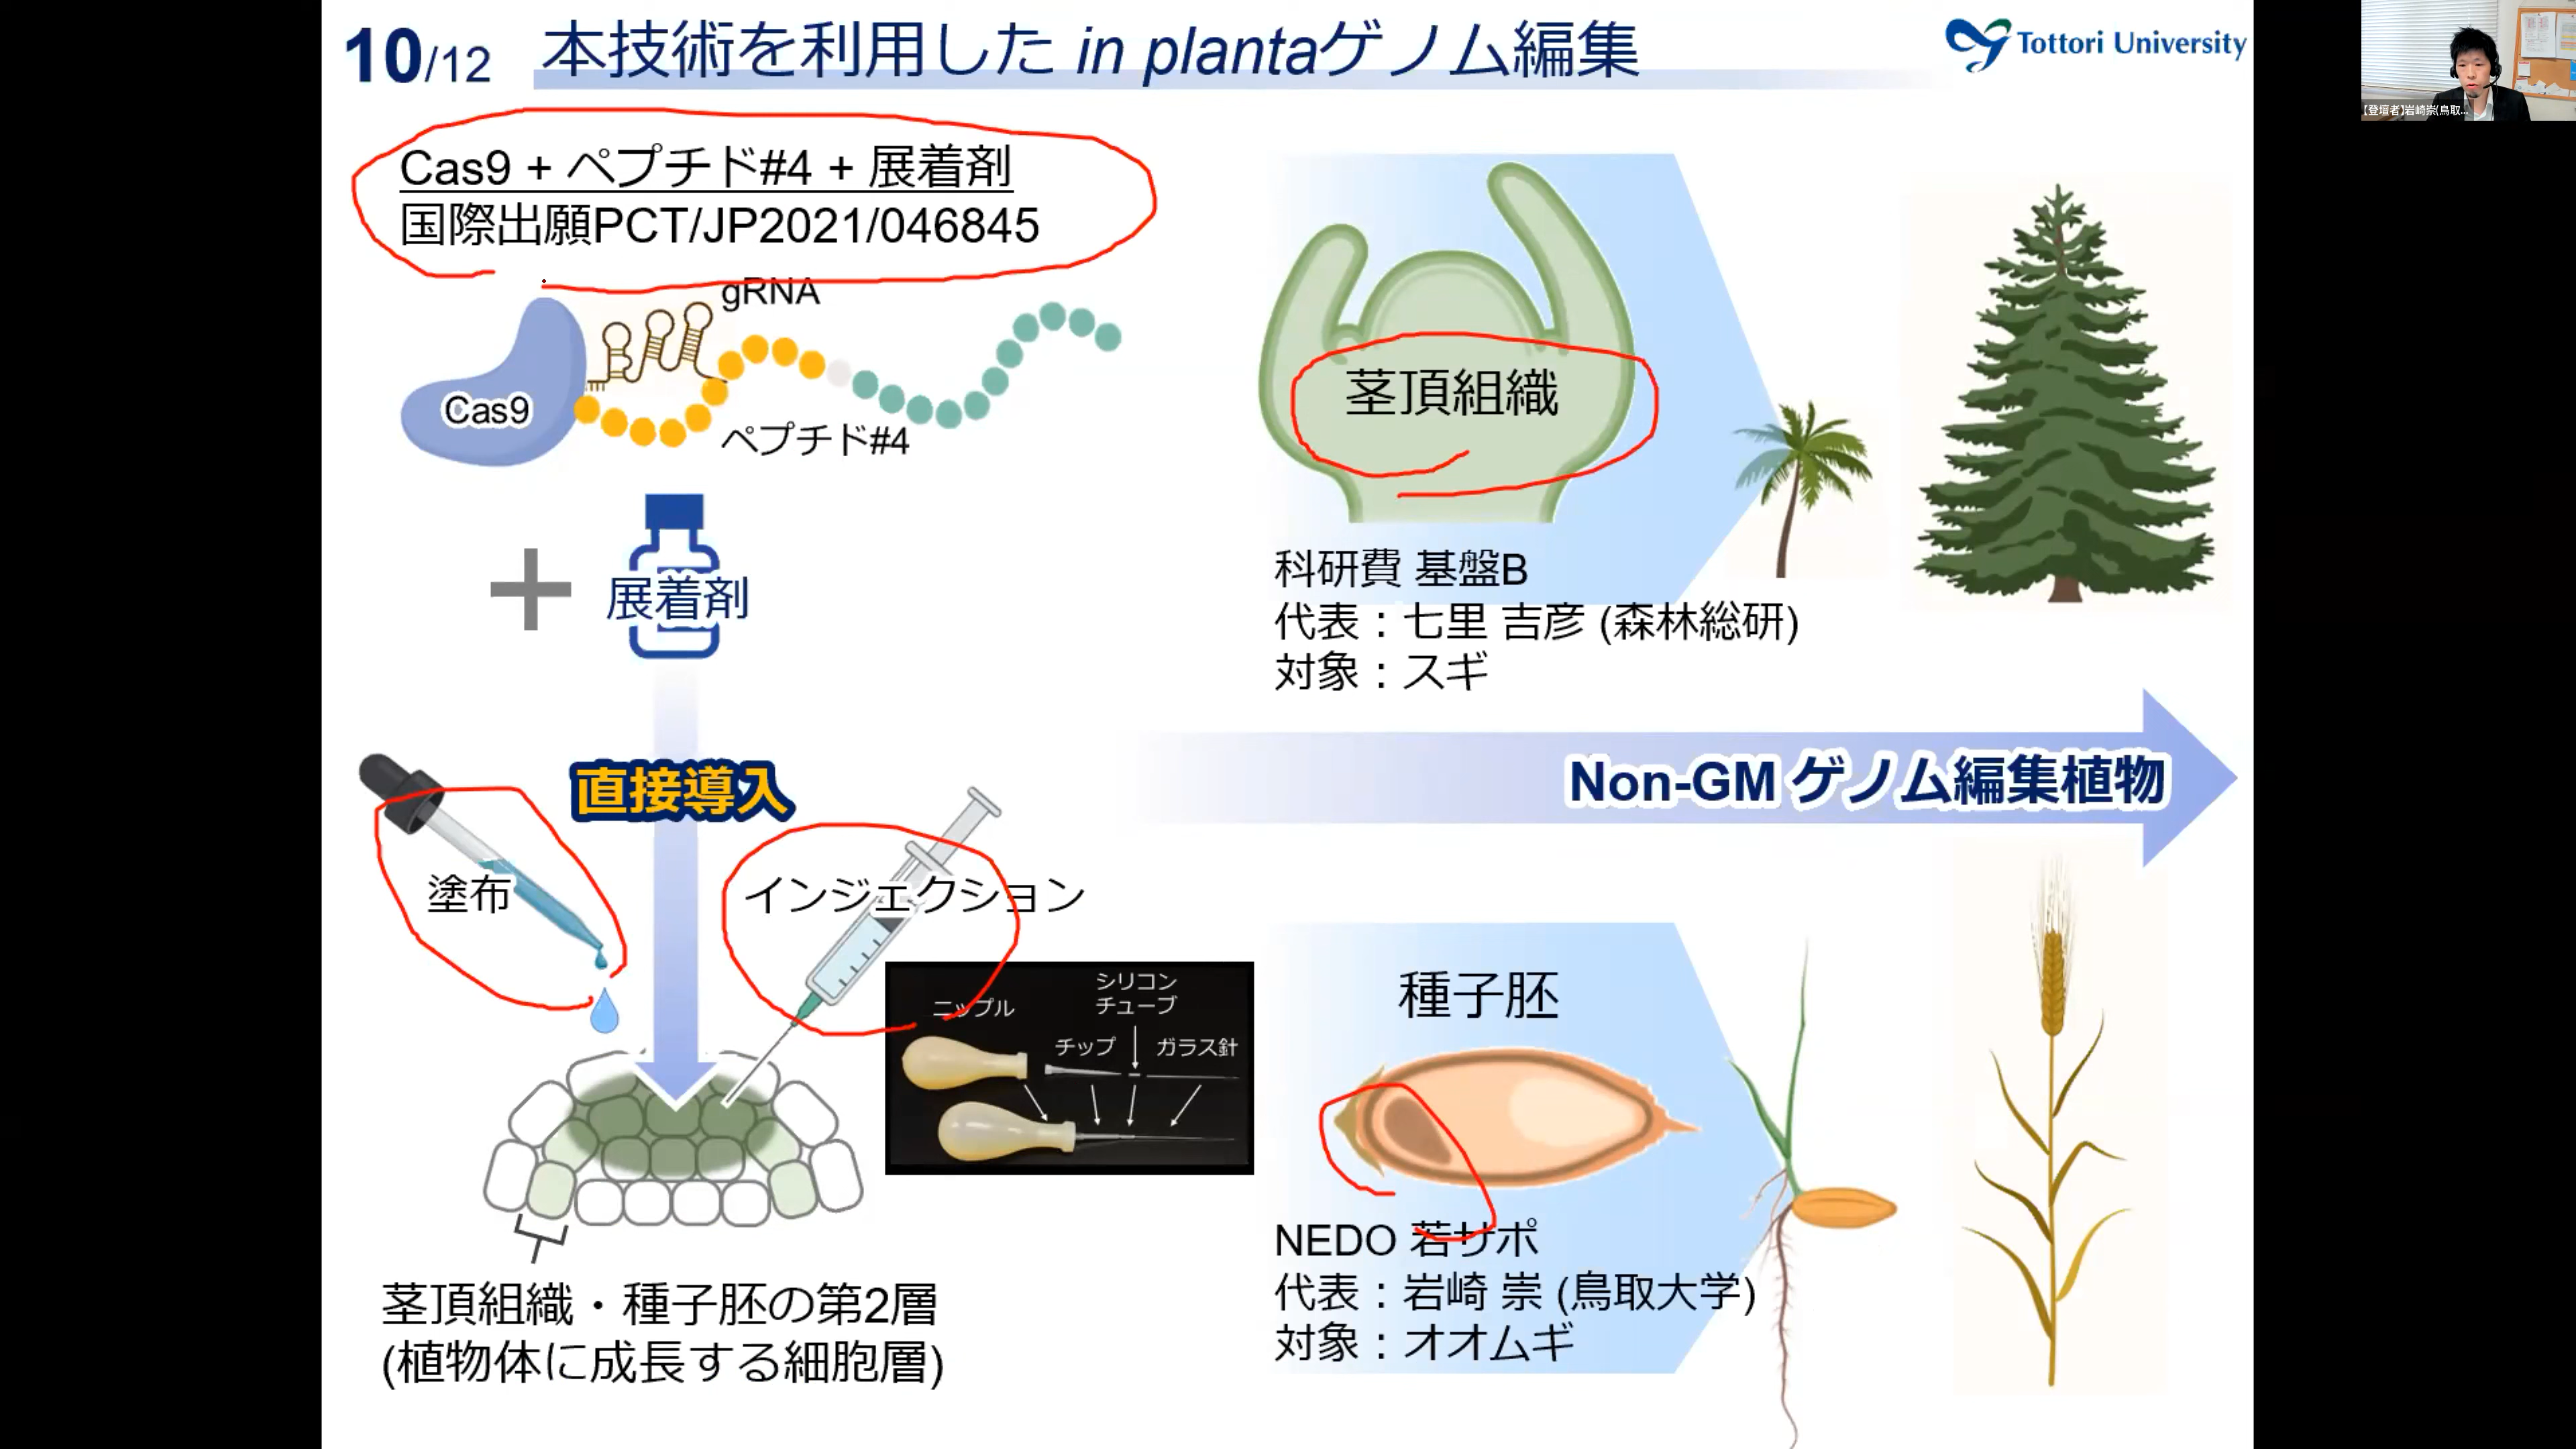 10/12 本技術を利用した in plantaゲノム編集
Tottori University
【登壇者】岩崎崇(鳥取...
Cas9 + ペプチド#4 + 展着剤
国際出願PCT/JP2021/046845
gRNA
Cas9
ペプチド#4
展着剤
直接導入
塗布
インジェクション
ニップル
シリコン
チューブ
チップ
ガラス針
茎頂組織・種子胚の第2層
(植物体に成長する細胞層)
茎頂組織
科研費 基盤B
代表：七里 吉彦 (森林総研)
対象：スギ
Non-GM ゲノム編集植物
種子胚
NEDO 若サポ
代表：岩崎 崇 (鳥取大学)
対象：オオムギ